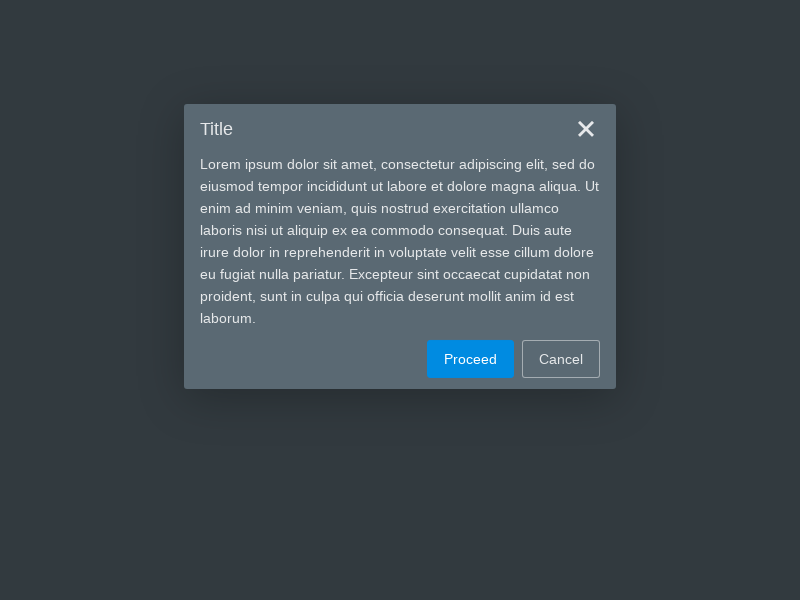 Title
Lorem ipsum dolor sit amet, consectetur adipiscing elit, sed do
eiusmod tempor incididunt ut labore et dolore magna aliqua. Ut
enim ad minim veniam, quis nostrud exercitation ullamco
laboris nisi ut aliquip ex ea commodo consequat. Duis aute
irure dolor in reprehenderit in voluptate velit esse cillum dolore
eu fugiat nulla pariatur. Excepteur sint occaecat cupidatat non
proident, sunt in culpa qui officia deserunt mollit anim id est
laborum.
Proceed
Cancel